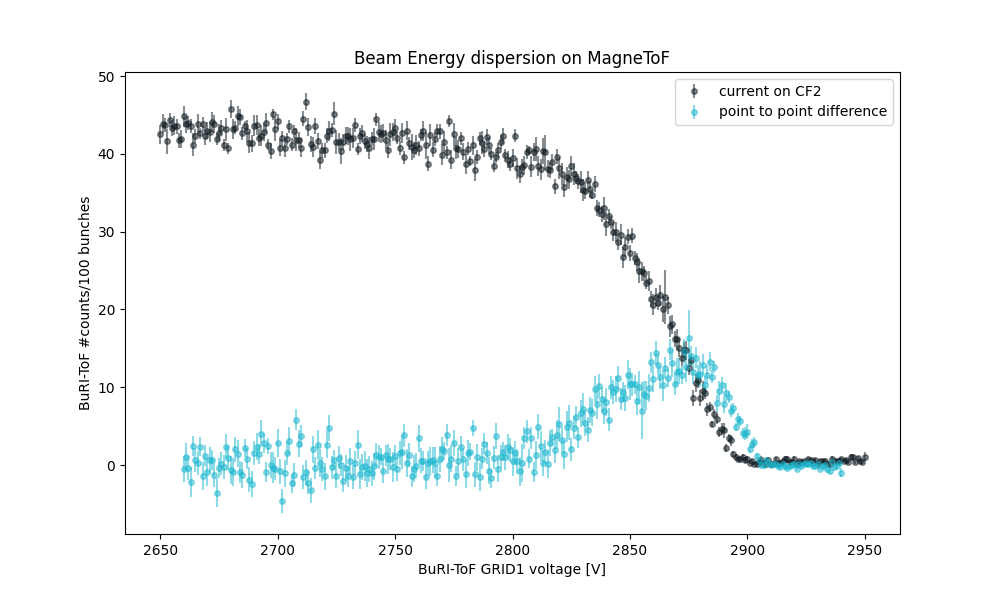 Beam Energy dispersion on MagneToF
current on CF2
point to point difference
BuRI-ToF #counts/100 bunches
50
40
30
20
10
0
2650 2700 2750 2800 2850 2900 2950
BuRI-ToF GRID1 voltage [V]